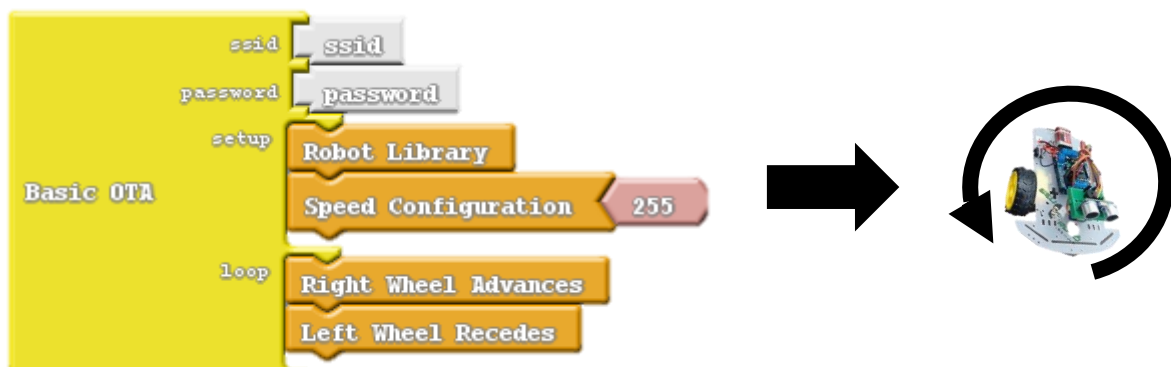 ssid ssid
password password
setup
Robot Library
Basic OTA
Speed Configuration 255
loop
Right Wheel Advances
Left Wheel Recedes